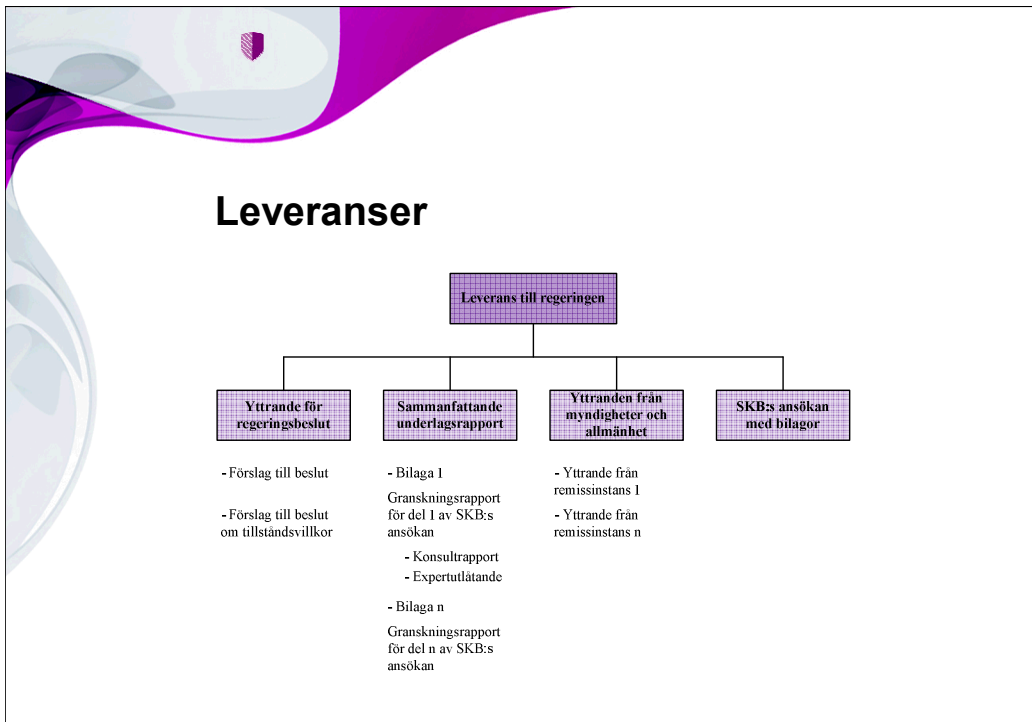 Leveranser
Leverans till regeringen
Yttrande för
regeringsbeslut
- Förslag till beslut
- Förslag till beslut
om tillståndsvillkor
Sammanfattande
underlagsrapport
- Bilaga 1
Granskningsrapport
för del 1 av SKB:s
ansökan
- Konsultrapport
- Expertutlåtande
- Bilaga n
Granskningsrapport
för del n av SKB:s
ansökan
Yttranden från
myndigheter och
allmänhet
- Yttrande från
remissinstans 1
- Yttrande från
remissinstans n
SKB:s ansökan
med bilagor